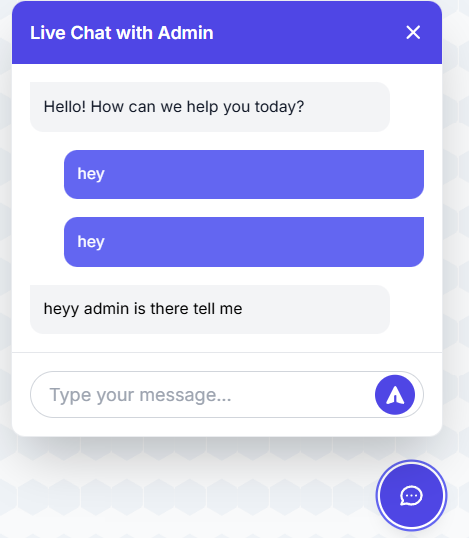 Live Chat with Admin
Hello! How can we help you today?
hey
hey
heyy admin is there tell me
Type your message...